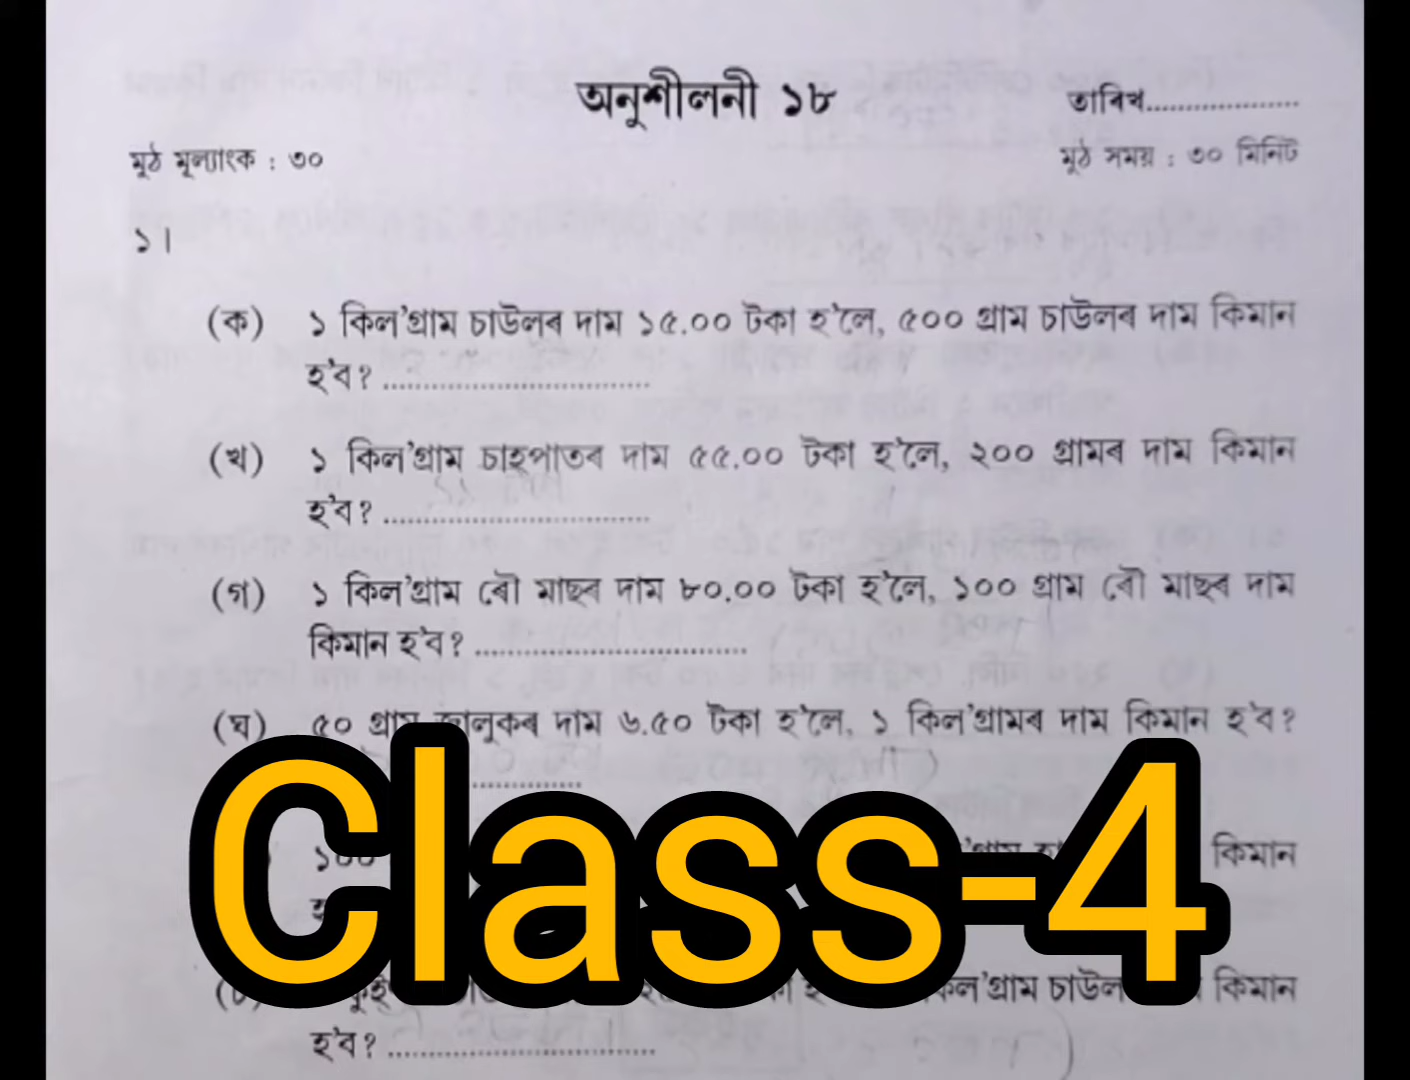 অনুশীলনী ১৮
তাৰিখ....................
মুঠ মূল্যাংক : ৩০
মুঠ সময় : ৩০ মিনিট
১।
(ক) ১ কিল'গ্ৰাম চাউলৰ দাম ১৫.০০ টকা হ'লে, ৫০০ গ্ৰাম চাউলৰ দাম কিমান
হ'ব? ..............................
(খ) ১ কিল'গ্ৰাম চাহপাতৰ দাম ৫৫.০০ টকা হ'লে, ২০০ গ্ৰামৰ দাম কিমান
হ'ব? ..............................
(গ) ১ কিল'গ্ৰাম ৰৌ মাছৰ দাম ৮০.০০ টকা হ'লে, ১০০ গ্ৰাম ৰৌ মাছৰ দাম
কিমান হ'ব? ..............................
(ঘ) ৫০ গ্ৰাম জালুকৰ দাম ৬.৫০ টকা হ'লে, ১ কিল'গ্ৰামৰ দাম কিমান হ'ব?
............
Class-4
১০০ কিমান
চাউল কিমান
হ'ব? ..............................